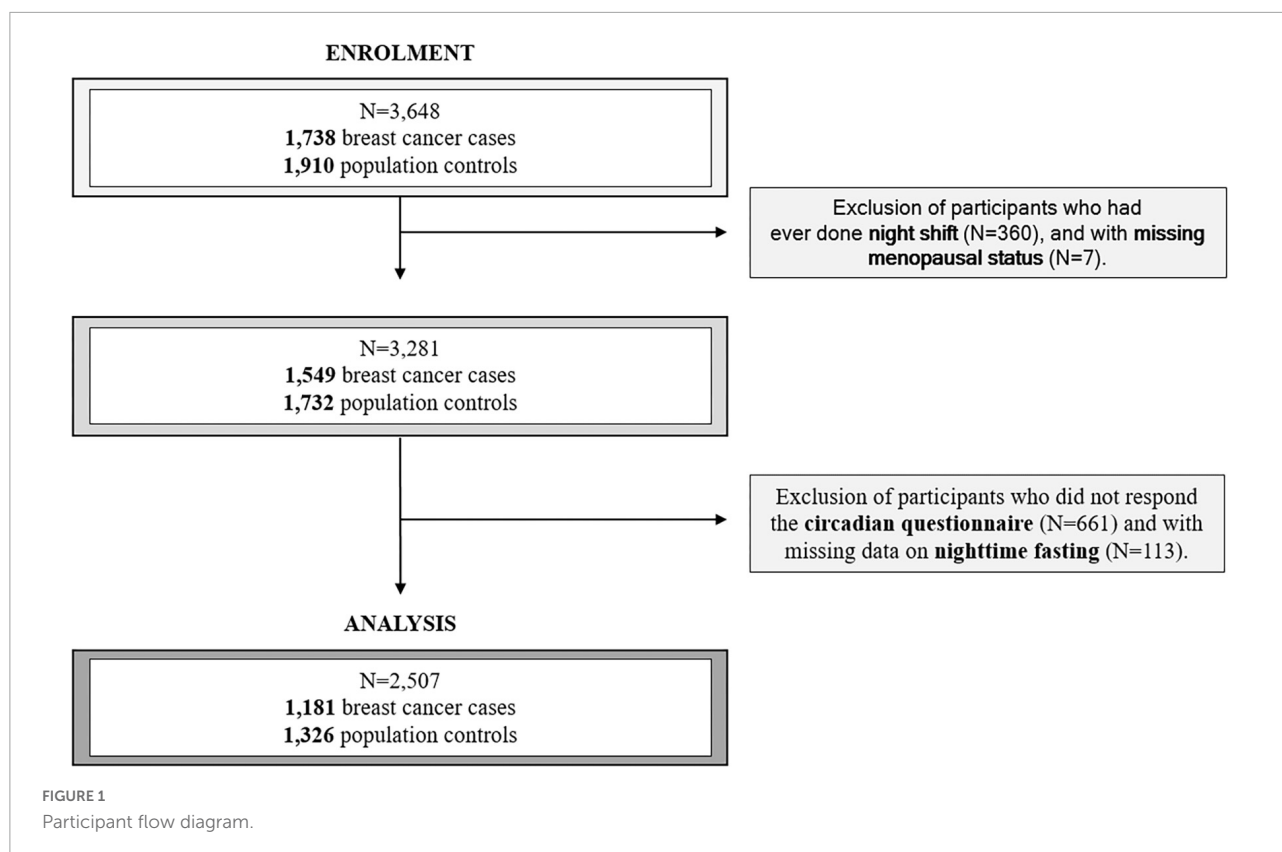 ENROLMENT
N=3,648
1,738 breast cancer cases
1,910 population controls
Exclusion of participants who had
ever done night shift (N=360), and with missing
menopausal status (N=7).
N=3,281
1,549 breast cancer cases
1,732 population controls
Exclusion of participants who did not respond
the circadian questionnaire (N=661) and with
missing data on nighttime fasting (N=113).
ANALYSIS
N=2,507
1,181 breast cancer cases
1,326 population controls
FIGURE 1
Participant flow diagram.